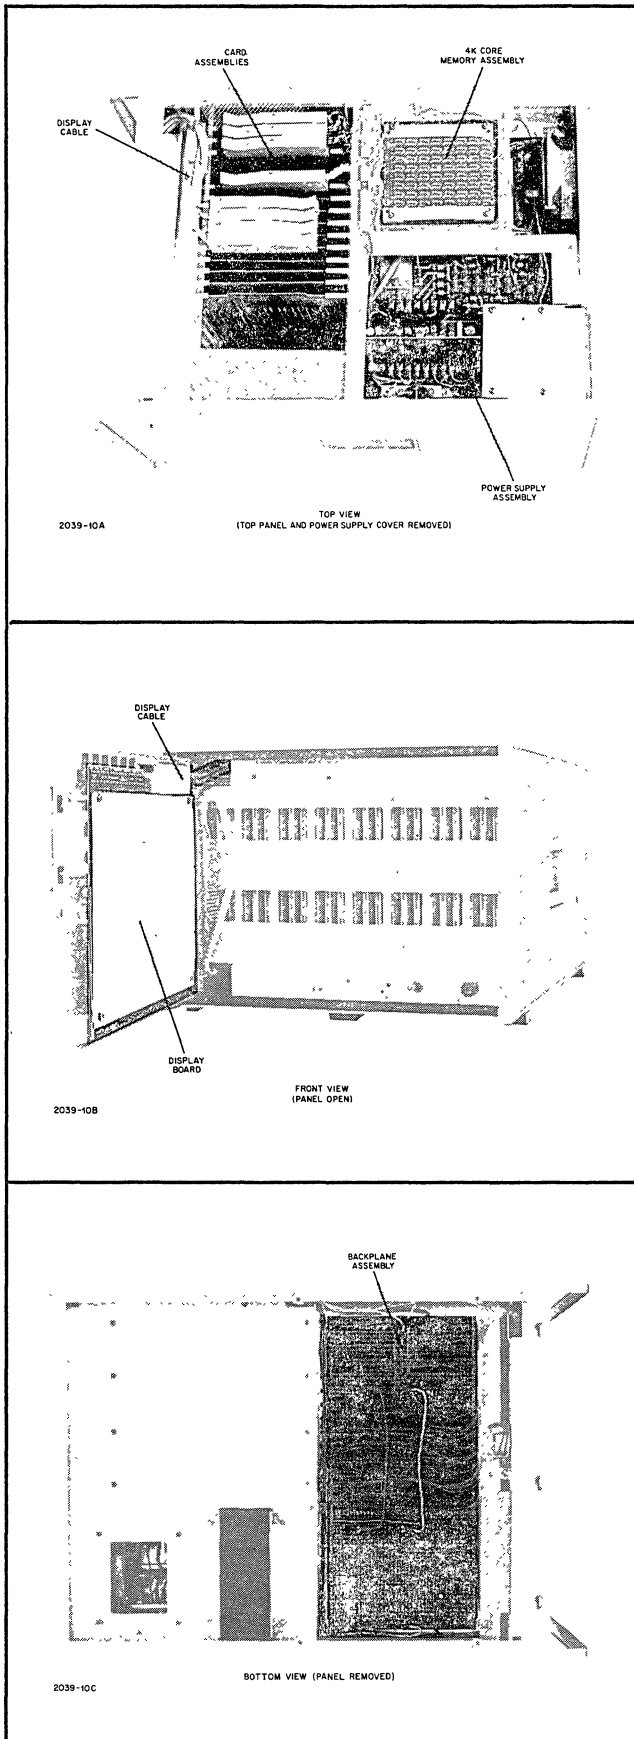 CARD
ASSEMBLIES
4K CORE
MEMORY ASSEMBLY
DISPLAY
CABLE
POWER SUPPLY
ASSEMBLY
TOP VIEW
(TOP PANEL AND POWER SUPPLY COVER REMOVED)
2039-10A
DISPLAY
CABLE
DISPLAY
BOARD
FRONT VIEW
(PANEL OPEN)
2039-10B
BACKPLANE
ASSEMBLY
BOTTOM VIEW (PANEL REMOVED)
2039-10C